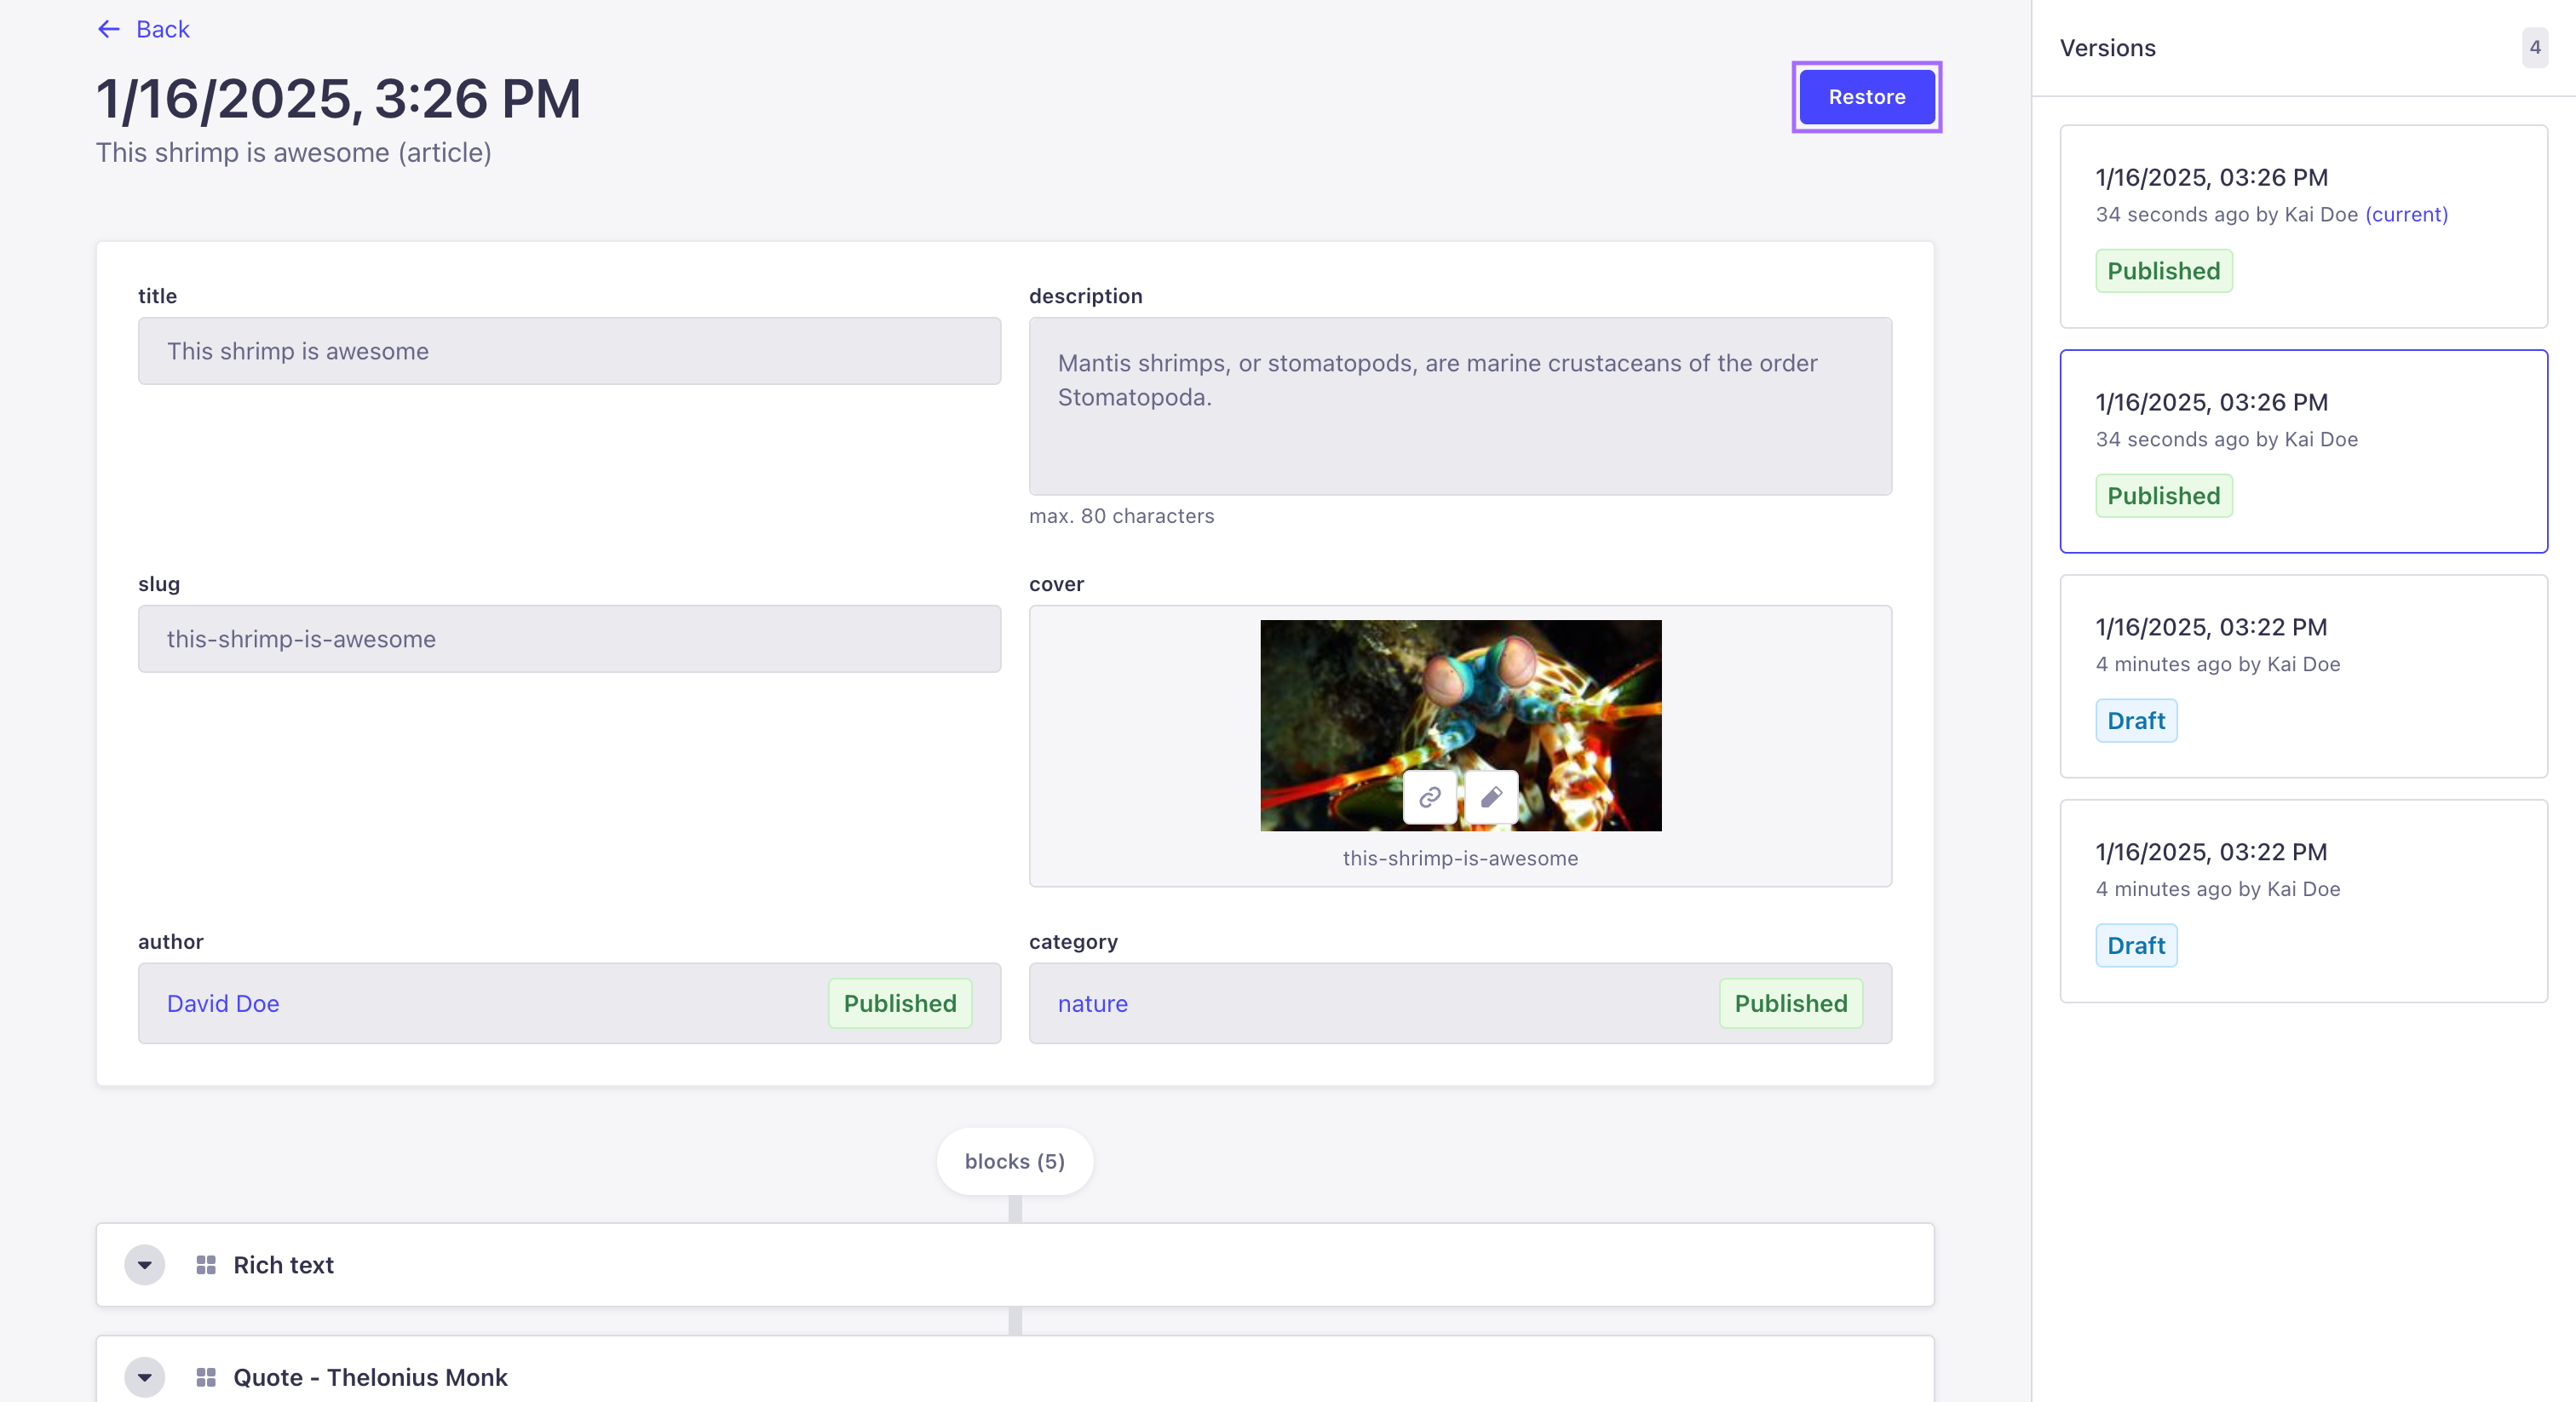 Back
1/16/2025, 3:26 PM
This shrimp is awesome (article)
Restore
title
This shrimp is awesome
description
Mantis shrimps, or stomatopods, are marine crustaceans of the order
Stomatopoda.
max. 80 characters
slug
this-shrimp-is-awesome
cover
this-shrimp-is-awesome
author
David Doe
Published
category
nature
Published
blocks (5)
Rich text
Quote - Thelonius Monk
Versions
4
1/16/2025, 03:26 PM
34 seconds ago by Kai Doe (current)
Published
1/16/2025, 03:26 PM
34 seconds ago by Kai Doe
Published
1/16/2025, 03:22 PM
4 minutes ago by Kai Doe
Draft
1/16/2025, 03:22 PM
4 minutes ago by Kai Doe
Draft